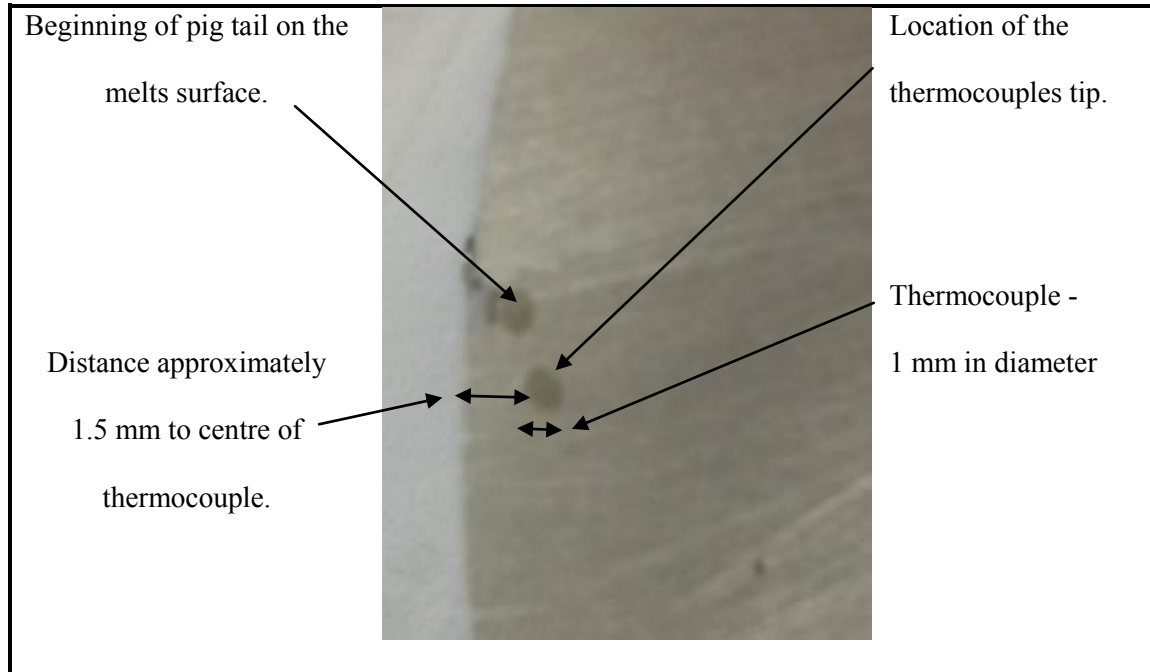 Beginning of pig tail on the
melts surface.
Location of the
thermocouples tip.
Distance approximately
1.5 mm to centre of
thermocouple.
Thermocouple -
1 mm in diameter